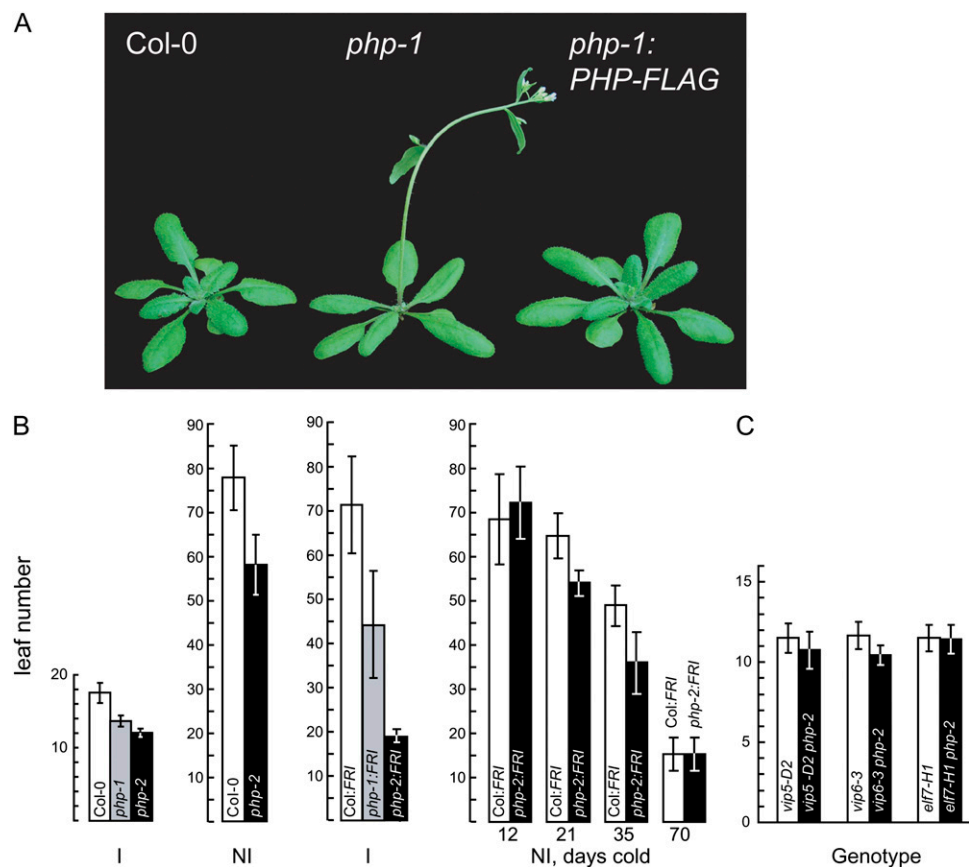 A
Col-0
php-1
php-1:
PHP-FLAG
B
C
leaf number
20
12
Col-0
php-1
php-2
I
90
80
70
60
50
40
30
20
10
Col-0
php-2
NI
90
80
70
60
50
40
30
20
10
Col:FRI
php-1:FRI
php-2:FRI
I
90
80
70
60
50
40
30
20
10
Col:FRI
php-2:FRI
12
Col:FRI
php-2:FRI
21
Col:FRI
php-2:FRI
35
Col:FRI
php-2:FRI
70
NI, days cold
15
10
5
0
vip5-D2
vip5-D2 php-2
vip6-3
vip6-3 php-2
elf7-H1
elf7-H1 php-2
Genotype